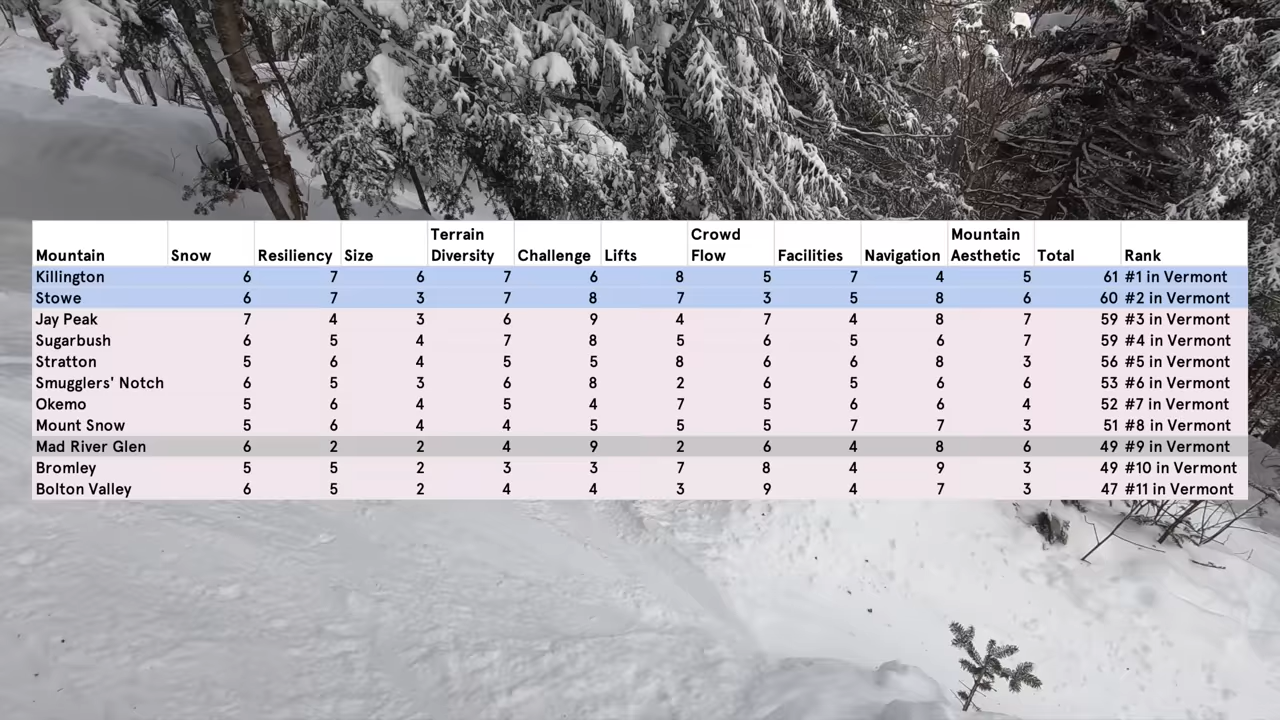 Mountain Snow Resiliency Size Terrain Diversity Challenge Lifts Crowd Flow Facilities Navigation Mountain Aesthetic Total Rank
Killington 6 7 6 7 6 8 5 7 4 5 61 #1 in Vermont
Stowe 6 7 3 7 8 7 3 5 8 6 60 #2 in Vermont
Jay Peak 7 4 3 6 9 4 7 4 8 7 59 #3 in Vermont
Sugarbush 6 5 4 7 8 5 6 5 6 7 59 #4 in Vermont
Stratton 5 6 4 5 5 8 6 6 8 3 56 #5 in Vermont
Smugglers' Notch 6 5 3 6 8 2 6 5 6 6 53 #6 in Vermont
Okemo 5 6 4 5 4 7 5 6 6 4 52 #7 in Vermont
Mount Snow 5 6 4 4 5 5 5 7 7 3 51 #8 in Vermont
Mad River Glen 6 2 2 4 9 2 6 4 8 6 49 #9 in Vermont
Bromley 5 5 2 3 3 7 8 4 9 3 49 #10 in Vermont
Bolton Valley 6 5 2 4 4 3 9 4 7 3 47 #11 in Vermont